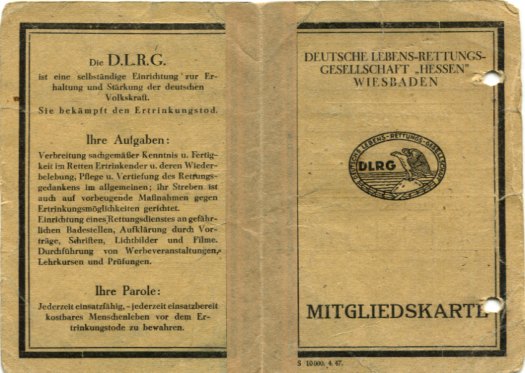 Die D.L.R.G.
ist eine selbständige Einrichtung zur Er-
haltung und Stärkung der deutschen
Volkskraft.
Sie bekämpft den Ertrinkungstod.
Ihre Aufgaben:
Verbreitung sachgemäßer Kenntnis u. Fertig-
keit im Retten Ertrinkender u. deren Wieder-
belebung, Pflege u. Vertiefung des Rettungs-
gedankens im allgemeinen; ihr Streben ist
auch auf vorbeugende Maßnahmen gegen
Ertrinkungsmöglichkeiten gerichtet.
Einrichtung eines Rettungsdienstes an gefähr-
lichen Badestellen, Aufklärung durch Vor-
träge, Schriften, Lichtbilder und Filme.
Durchführung von Werbeveranstaltungen,
Lehrkursen und Prüfungen.
Ihre Parole:
Jederzeit einsatzfähig, - jederzeit einsatzbereit
kostbares Menschenleben vor dem Er-
trinkungstode zu bewahren.
DEUTSCHE LEBENS-RETTUNGS-
GESELLSCHAFT „HESSEN"
WIESBADEN
DEUTSCHE LEBENS-RETTUNGS-GESELLSCHAFT
DLRG
MITGLIEDSKARTE
S 10000. 4. 47.